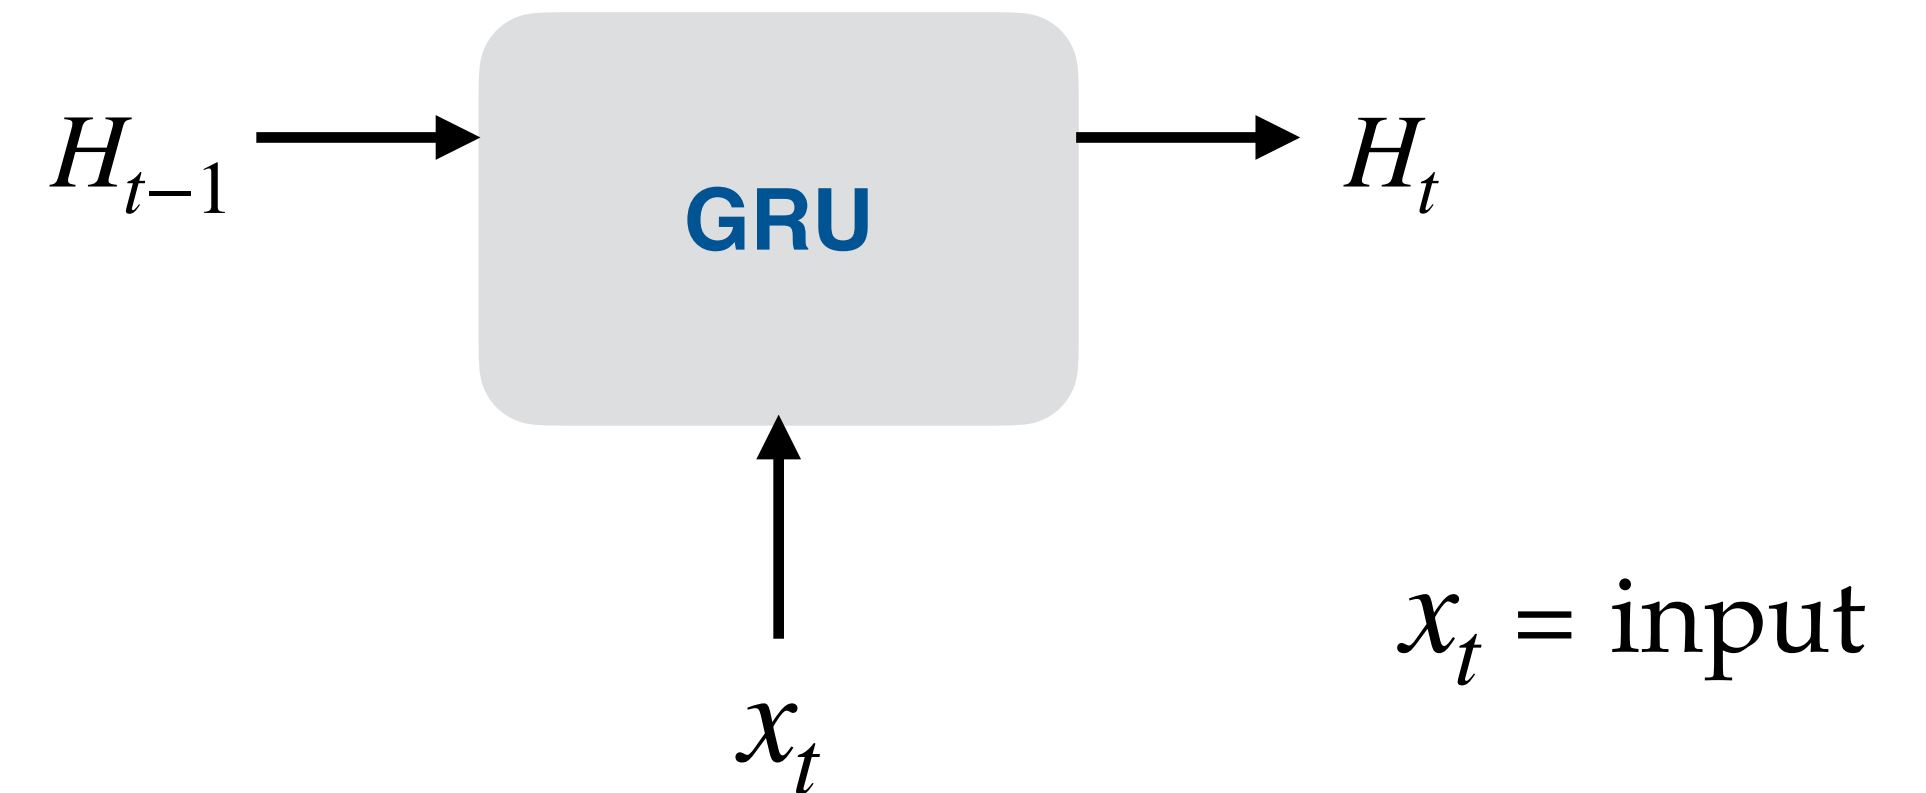 H_{t−1}
H_t
GRU
x_t = input
x_t